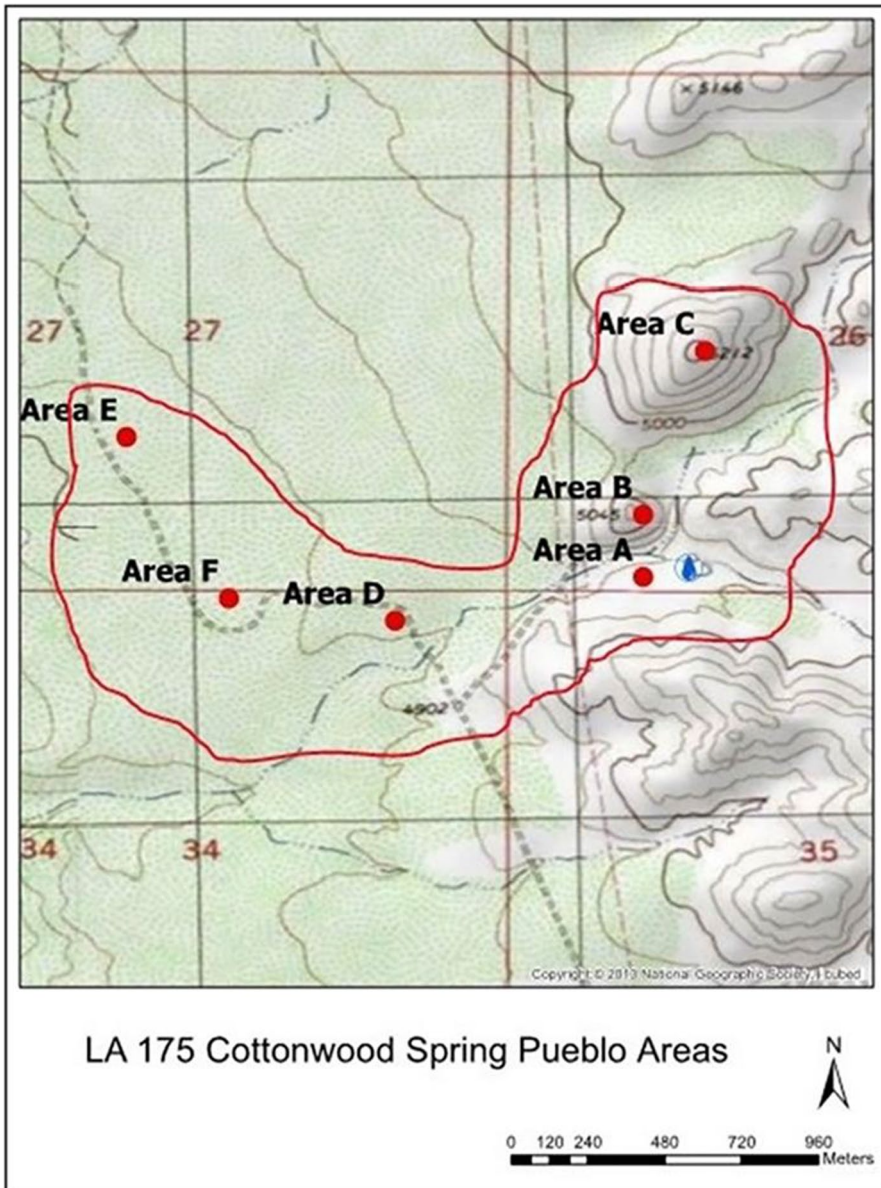 × 5166
27
27
Area C
26
5212
Area E
5000
Area B
5045
Area A
Area F
Area D
4902
34
34
35
Copyright © 2013 National Geographic Society, i-cubed
LA 175 Cottonwood Spring Pueblo Areas
N
0 120 240 480 720 960
Meters